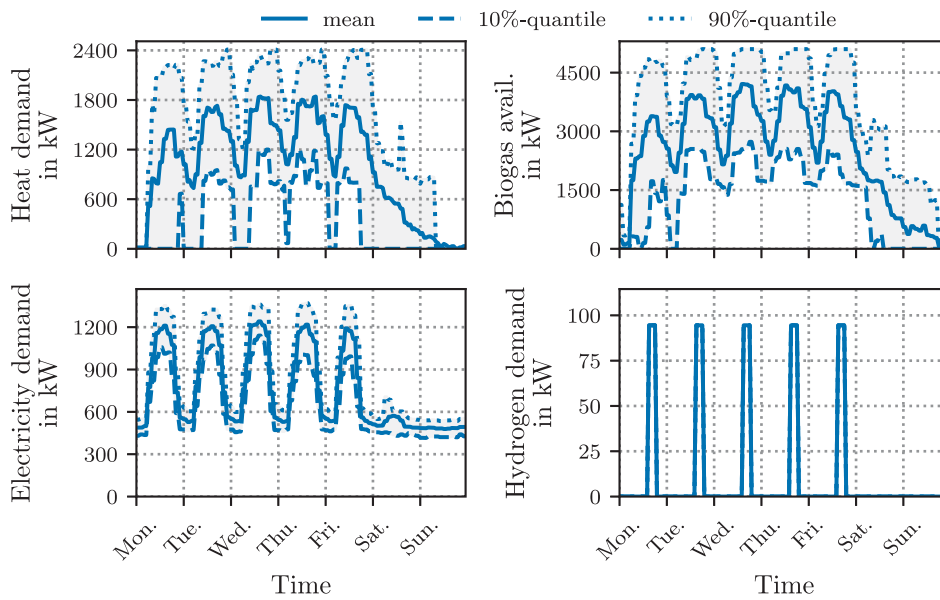 mean 10%-quantile 90%-quantile
Heat demand
in kW
2400
1800
1200
600
0
Biogas avail.
in kW
4500
3000
1500
0
Electricity demand
in kW
1200
900
600
300
0
Mon. Tue. Wed. Thu. Fri. Sat. Sun.
Time
Hydrogen demand
in kW
100
75
50
25
0
Mon. Tue. Wed. Thu. Fri. Sat. Sun.
Time